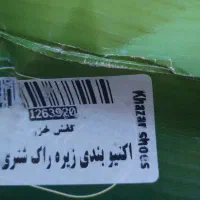 1263920
کفش خزر
Khazar shoes
اکتیو بندی زیره راک شتری